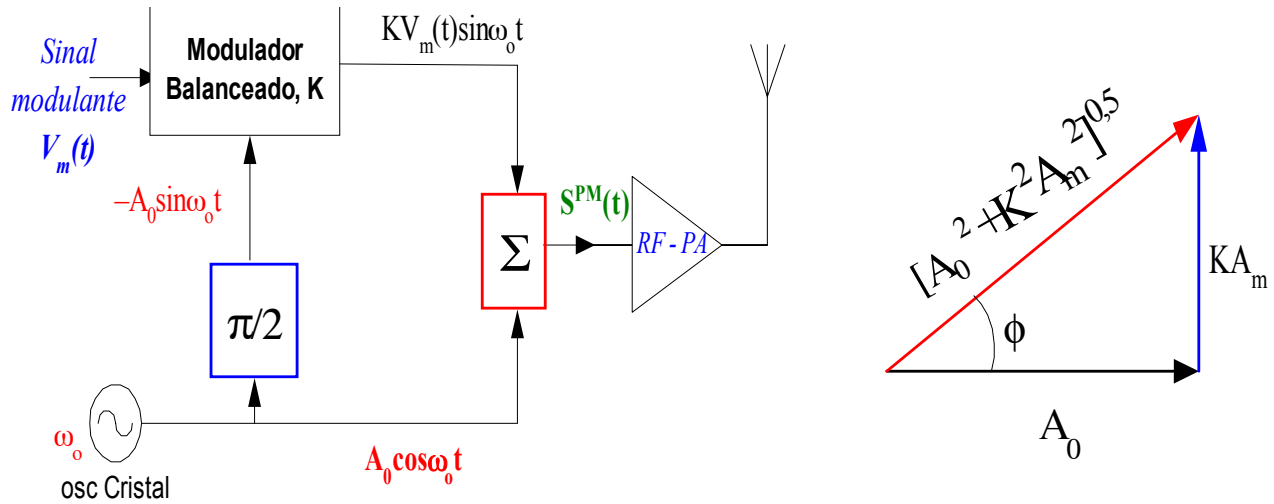 Sinal
modulante
V_m(t)
Modulador
Balanceado, K
KV_m(t)sinω_o t
–A_0sinω_o t
π/2
ω_o
osc Cristal
A_0cosω_o t
Σ
S^PM(t)
RF - PA
[A_0^2+K^2A_m^2]^0,5
ϕ
KA_m
A_0